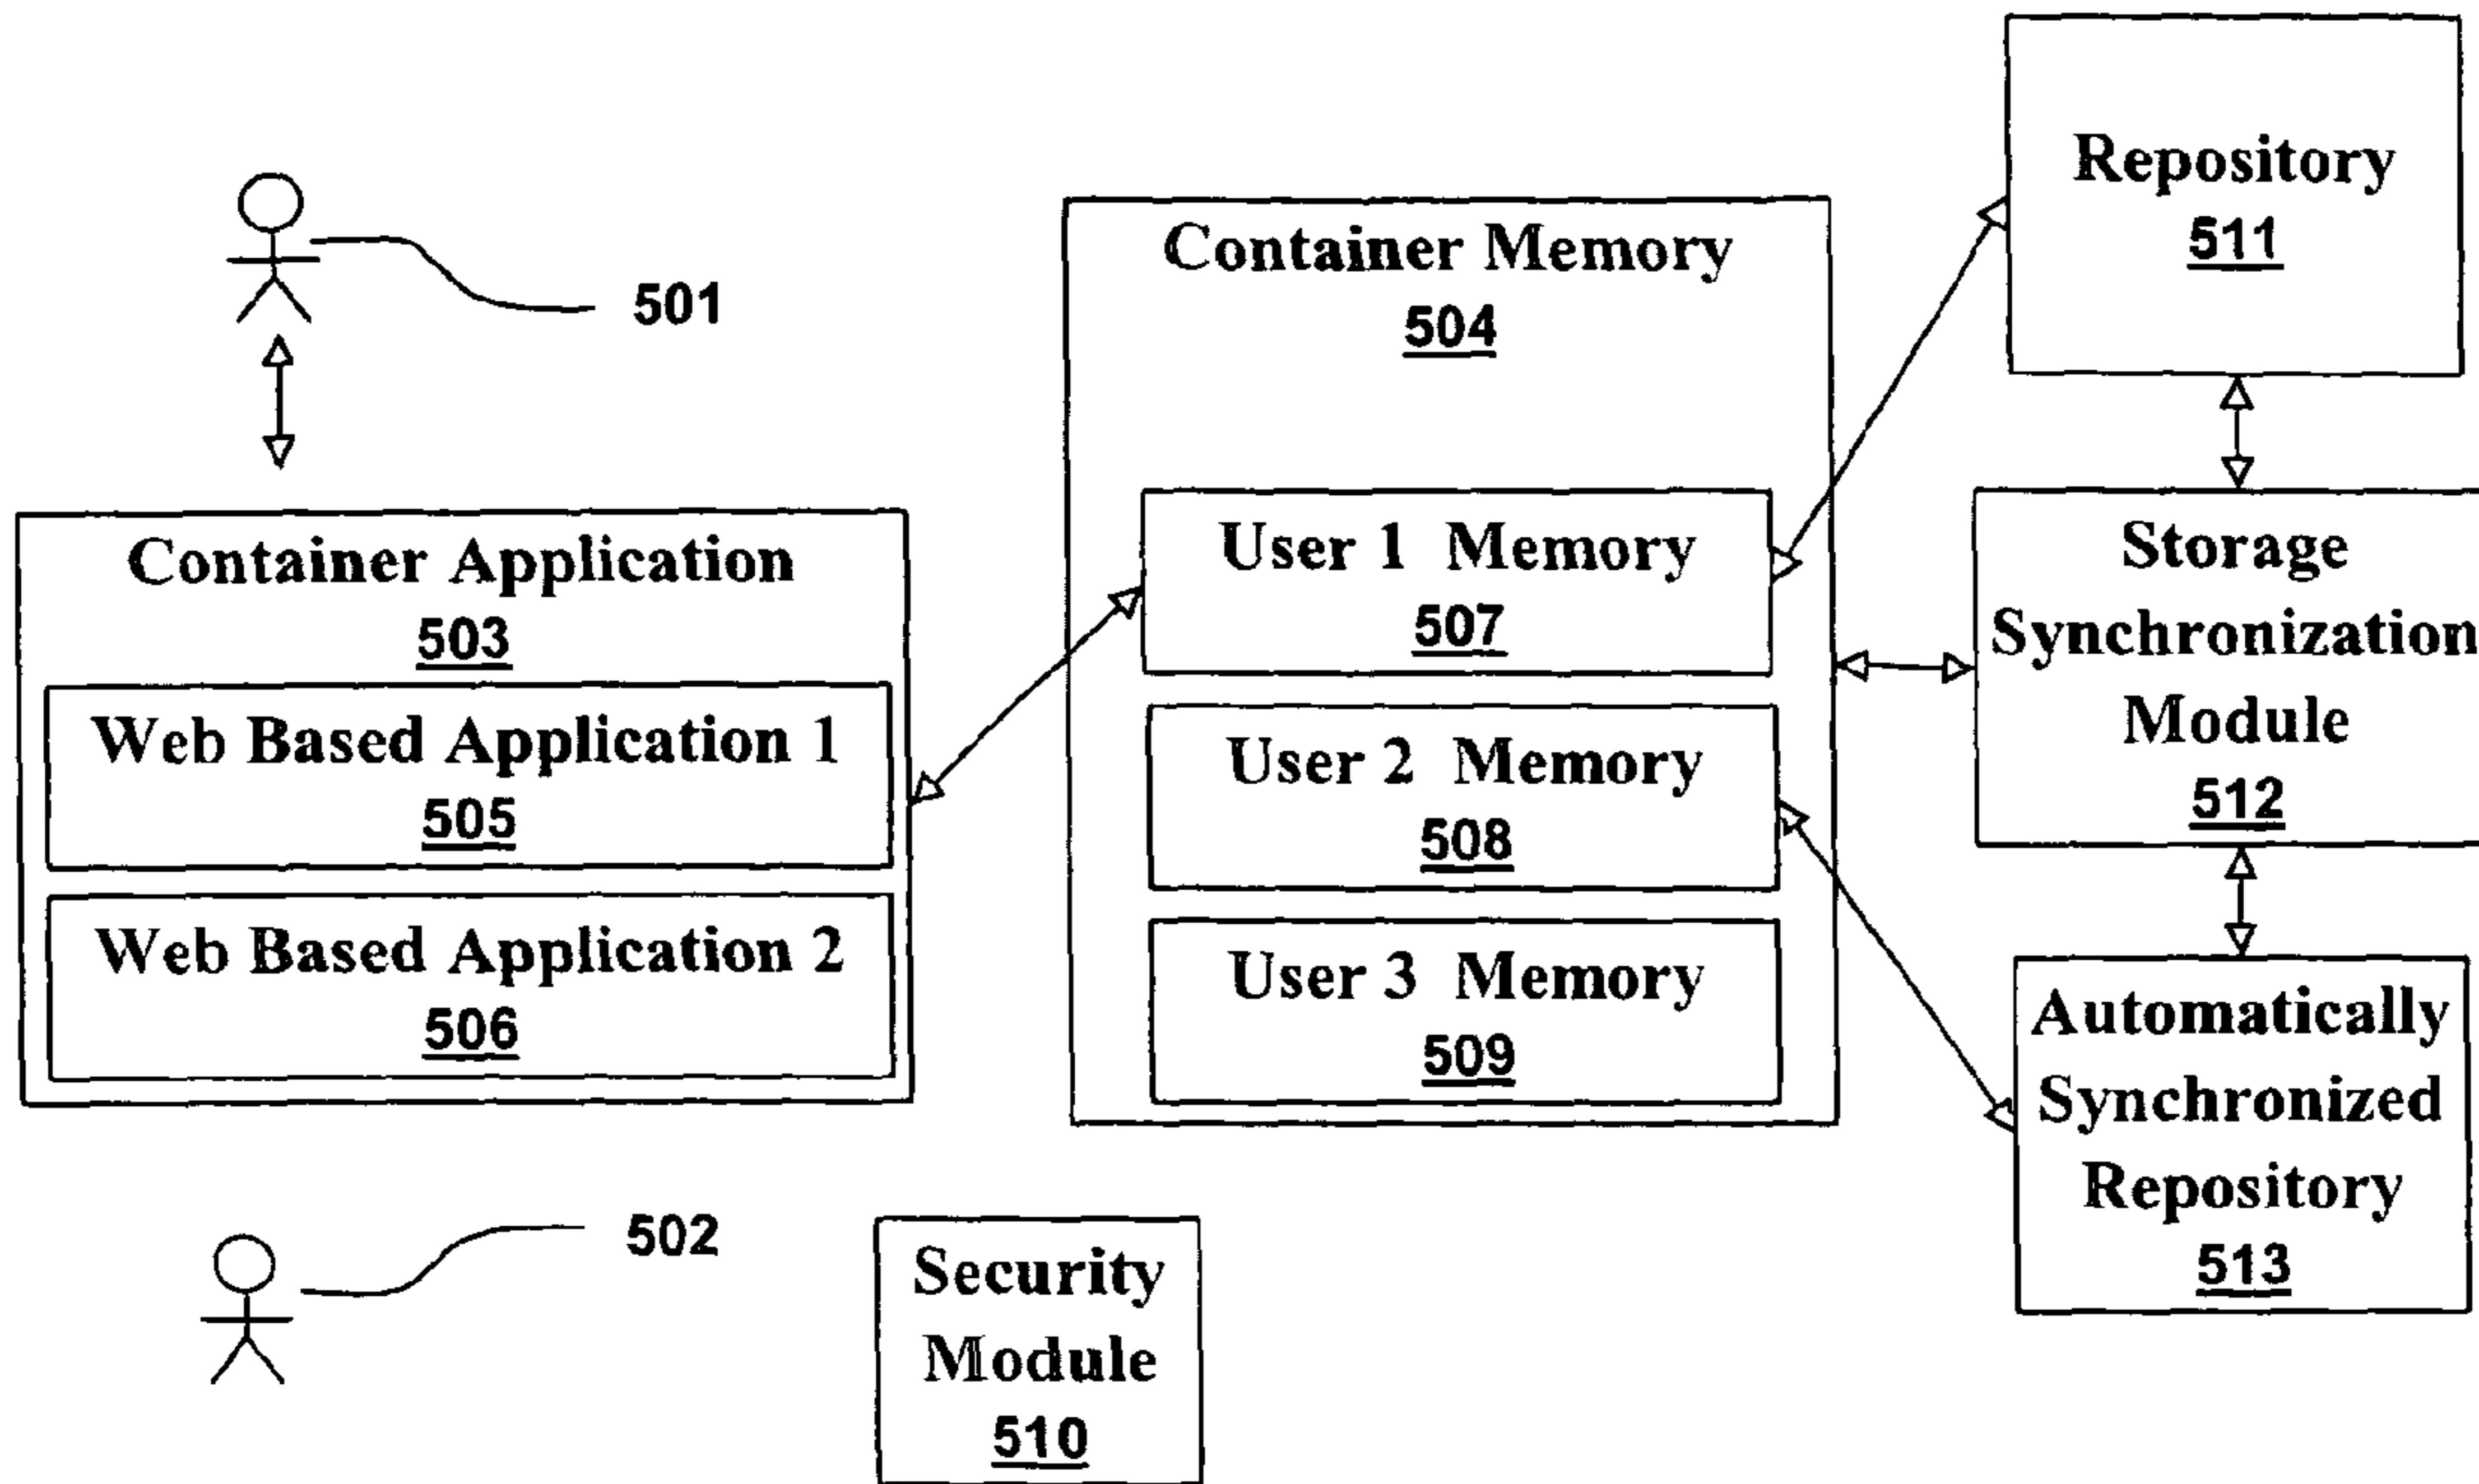 501
Container Application
503
Web Based Application 1
505
Web Based Application 2
506
502
Container Memory
504
User 1 Memory
507
User 2 Memory
508
User 3 Memory
509
Security
Module
510
Repository
511
Storage
Synchronization
Module
512
Automatically
Synchronized
Repository
513